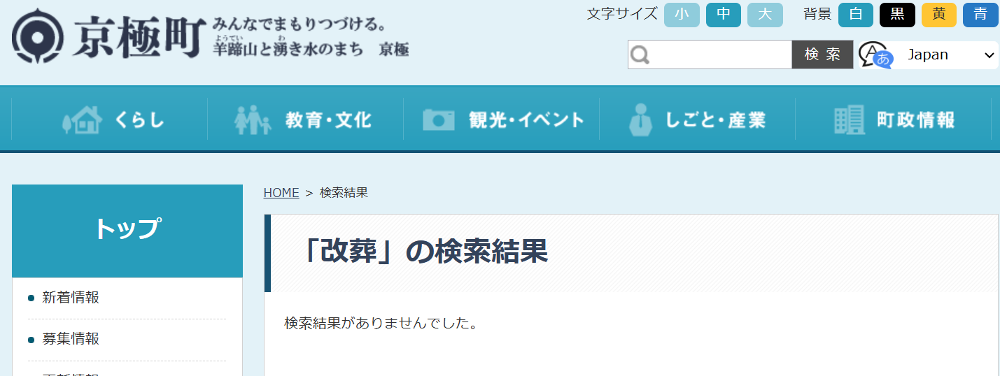 文字サイズ 小 中 大 背景 白 黒 黄 青
京極町 みんなでまもりつづける。
ようてい わ
羊蹄山と湧き水のまち 京極
検索 Japan
くらし 教育・文化 観光・イベント しごと・産業 町政情報
HOME > 検索結果
トップ
「改葬」の検索結果
新着情報
検索結果がありませんでした。
募集情報